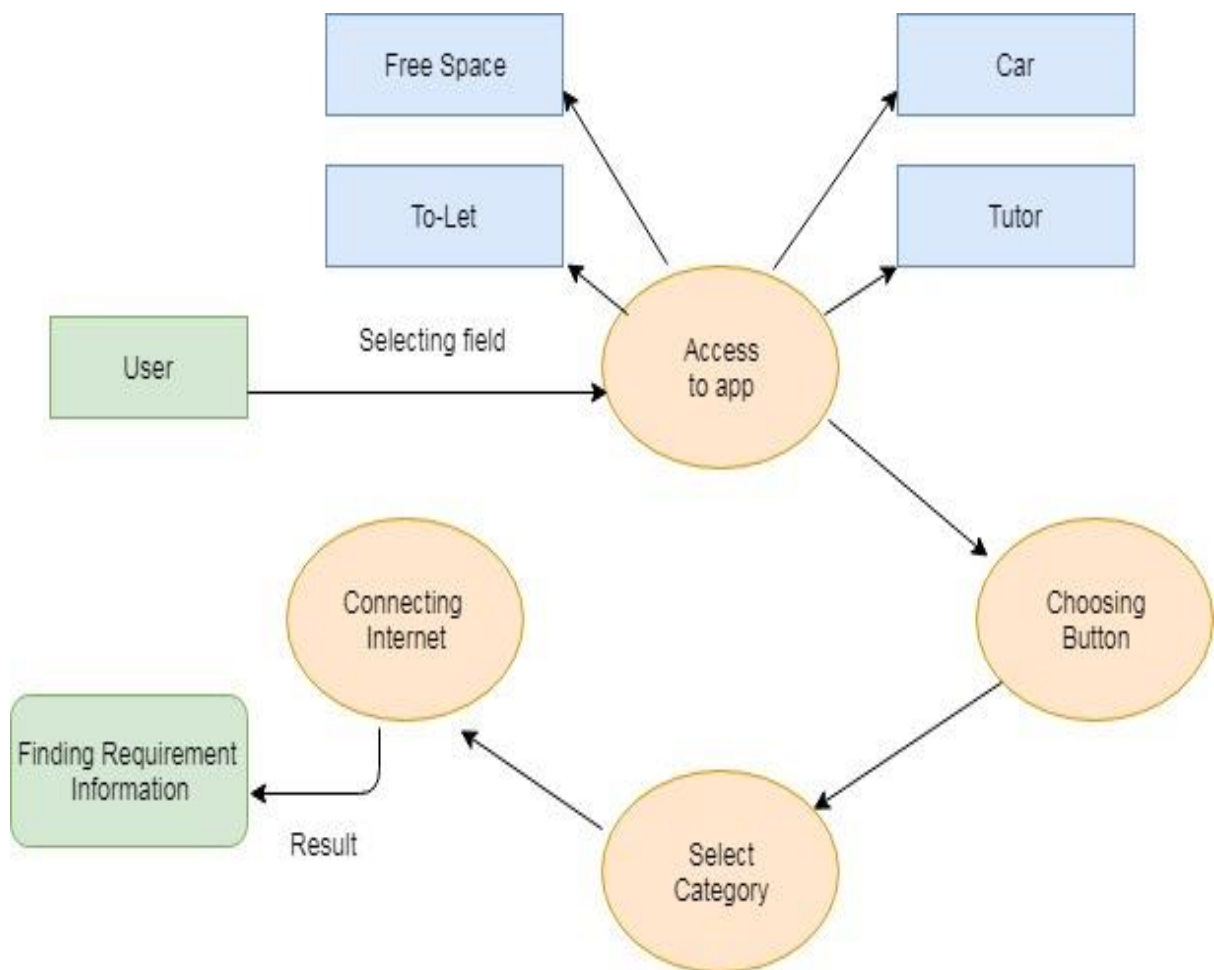 Free Space
Car
To-Let
Tutor
User
Selecting field
Access
to app
Connecting
Internet
Choosing
Button
Finding Requirement
Information
Result
Select
Category